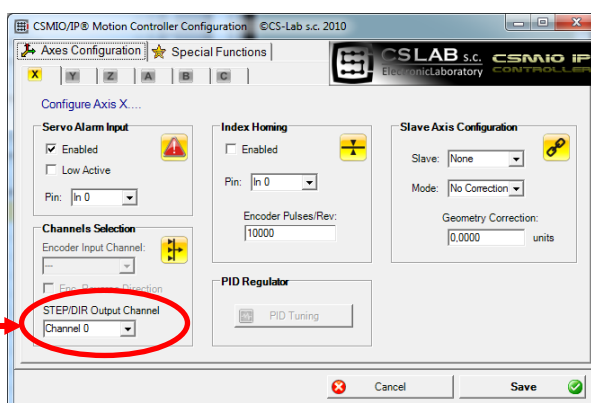 CSMIO/IP® Motion Controller Configuration ©CS-Lab s.c. 2010
Axes Configuration
Special Functions
CSLAB s.c.
ElectronicLaboratory
CSMIO IP
CONTROLLER
X Y Z A B C
Configure Axis X....
Servo Alarm Input
Enabled
Low Active
Pin: In 0
Channels Selection
Encoder Input Channel:
---
Enc. Reverse Direction
STEP/DIR Output Channel
Channel 0
Index Homing
Enabled
Pin: In 0
Encoder Pulses/Rev:
10000
PID Regulator
PID Tuning
Slave Axis Configuration
Slave: None
Mode: No Correction
Geometry Correction:
0,0000 units
Cancel
Save